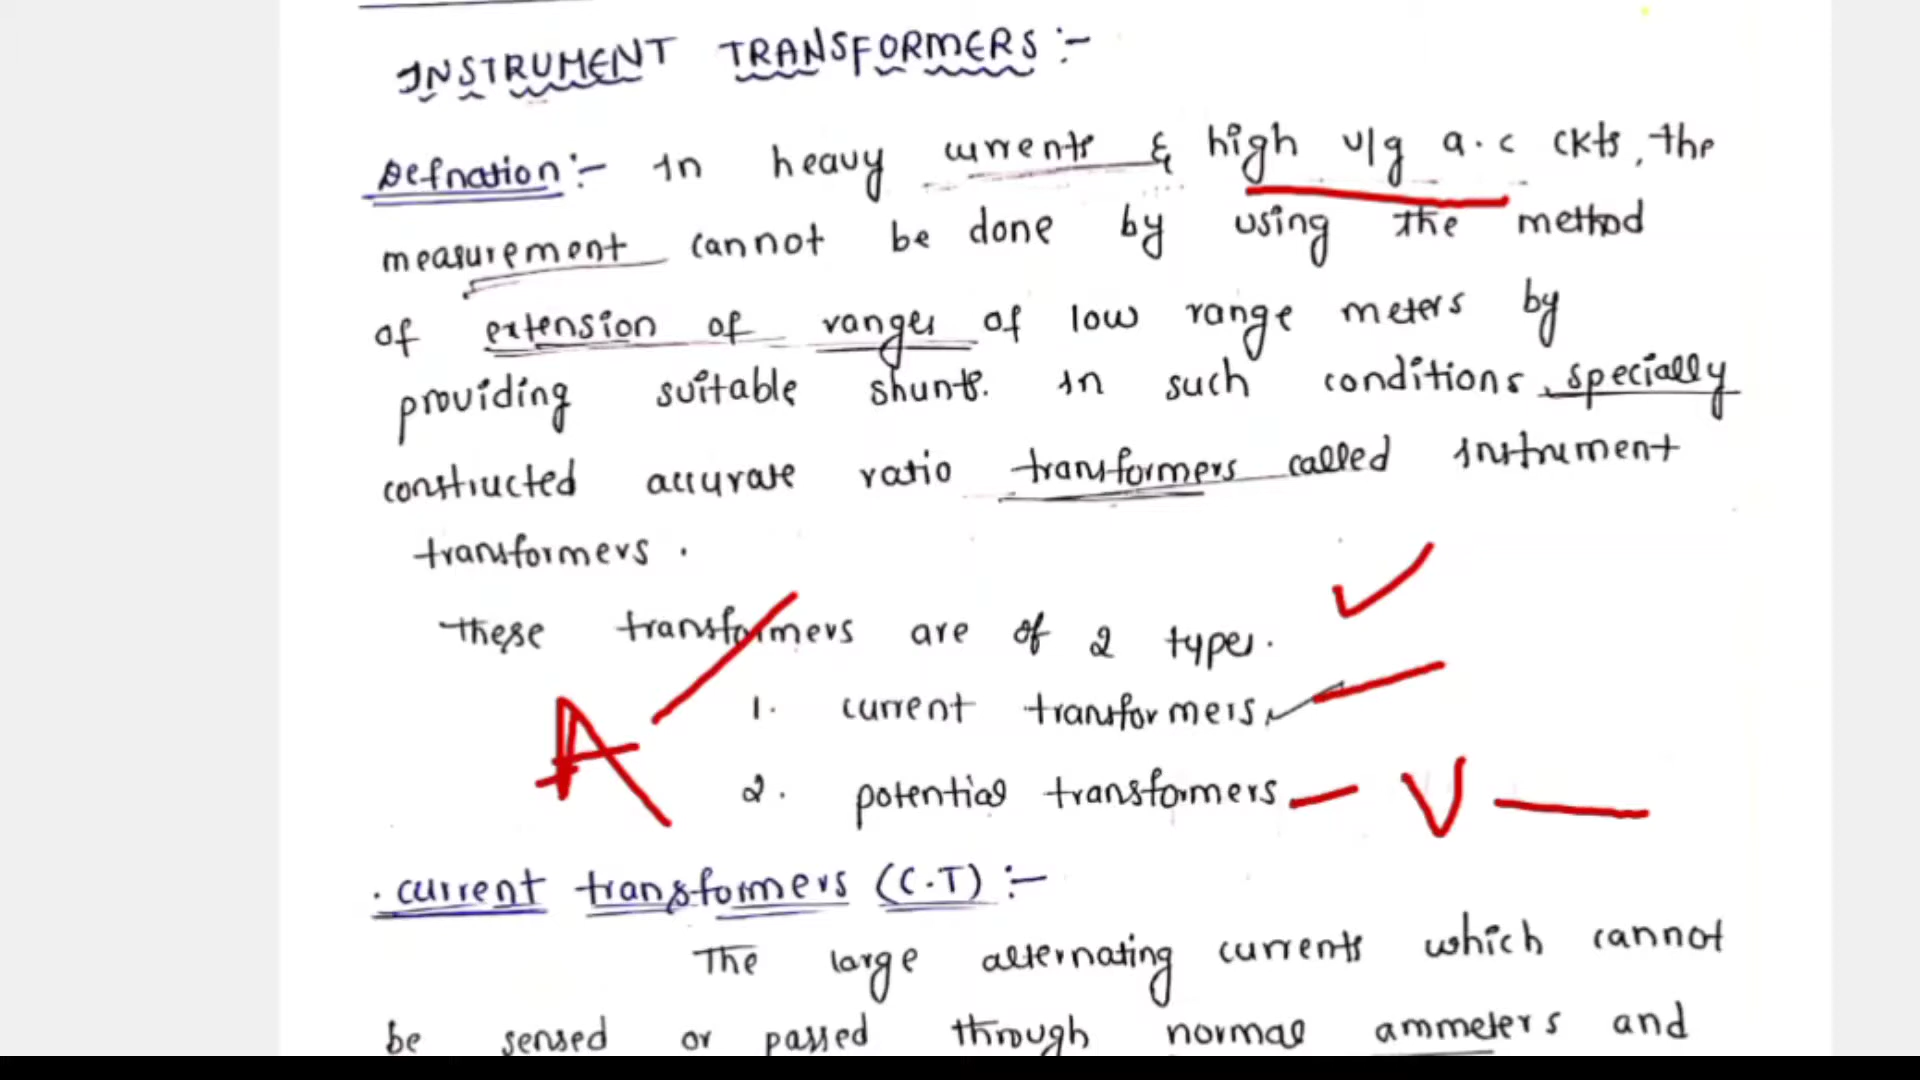 INSTRUMENT TRANSFORMERS :-
Defnation :- In heavy currents & high v/g a.c ckts, the
measurement cannot be done by using the method
of extension of ranges of low range meters by
providing suitable shunts. In such conditions specially
constructed accurate ratio transformers called instrument
transformers.
These transformers are of 2 types.
1. current transformers
A
2. potential transformers — V —
. current transformers (C.T) :-
The large alternating currents which cannot
be sensed or passed through normal ammeters and